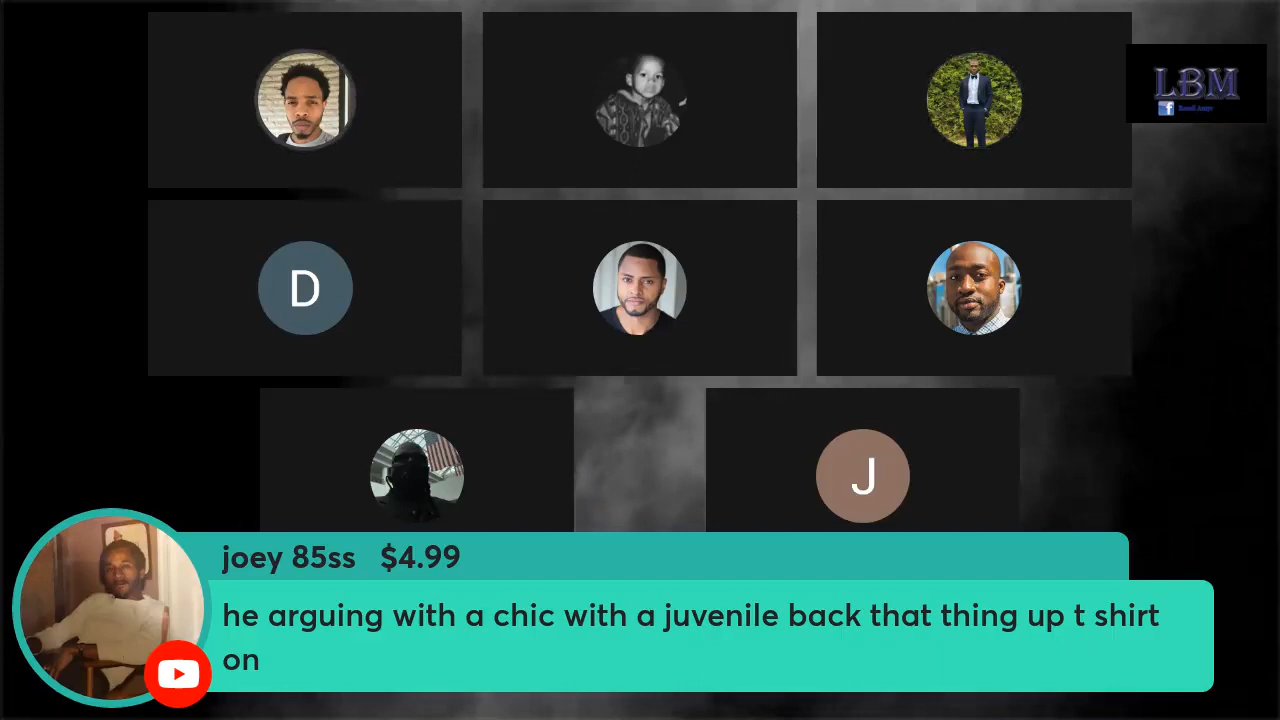 LBM
D
J
joey 85ss $4.99
he arguing with a chic with a juvenile back that thing up t shirt
on